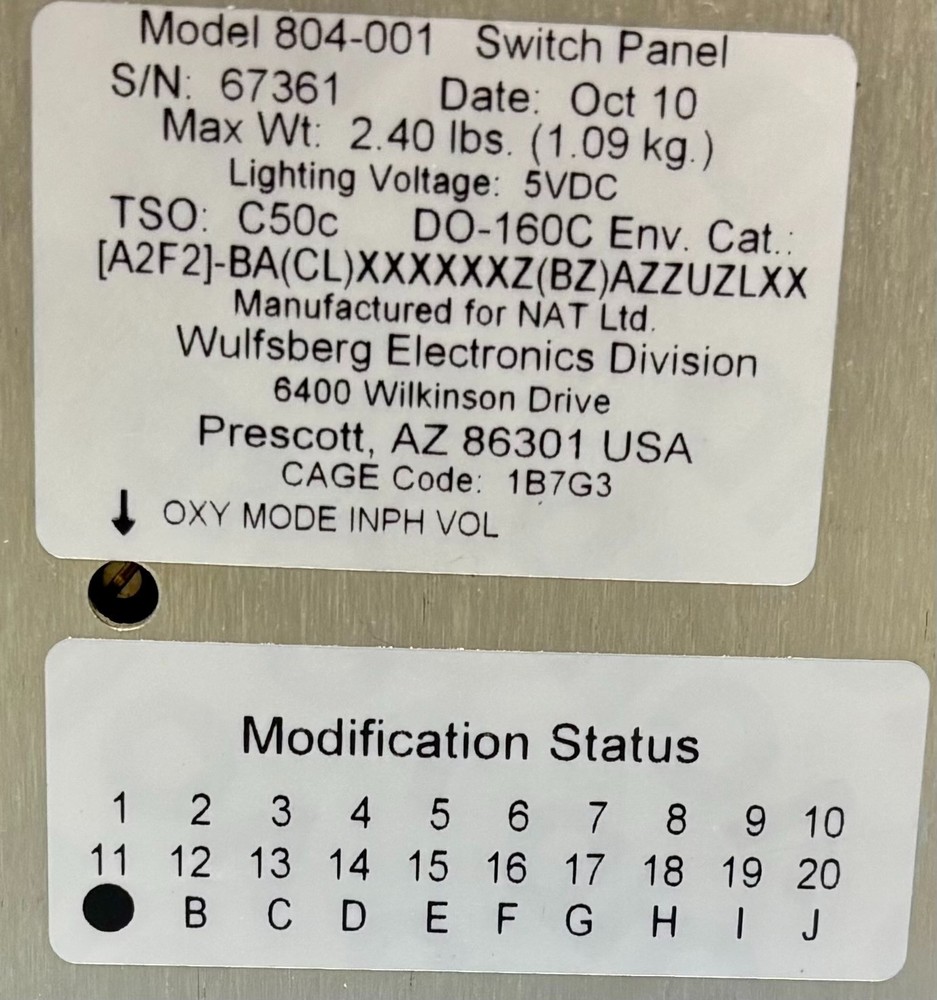 Model 804-001 Switch Panel
S/N: 67361 Date: Oct 10
Max Wt: 2.40 lbs. (1.09 kg.)
Lighting Voltage: 5VDC
TSO: C50c DO-160C Env. Cat.:
[A2F2]-BA(CL)XXXXXXZ(BZ)AZZUZLXX
Manufactured for NAT Ltd.
Wulfsberg Electronics Division
6400 Wilkinson Drive
Prescott, AZ 86301 USA
CAGE Code: 1B7G3
↓ OXY MODE INPH VOL
Modification Status
1 2 3 4 5 6 7 8 9 10
11 12 13 14 15 16 17 18 19 20
B C D E F G H I J